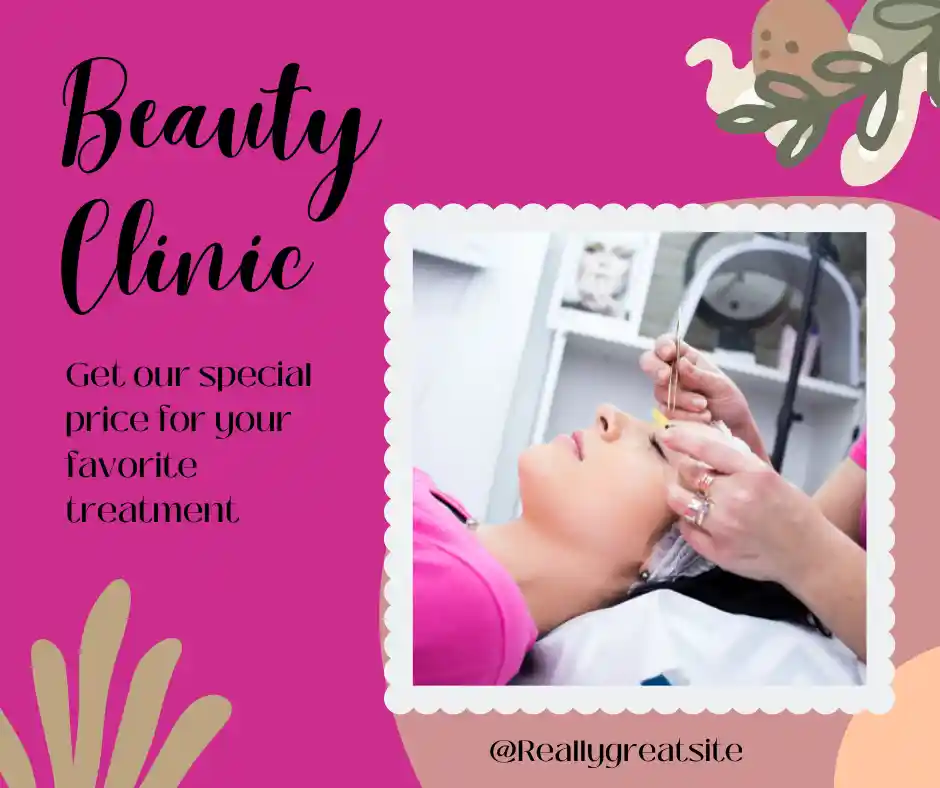 Beauty
Clinic
Get our special
price for your
favorite
treatment
@Reallygreatsite